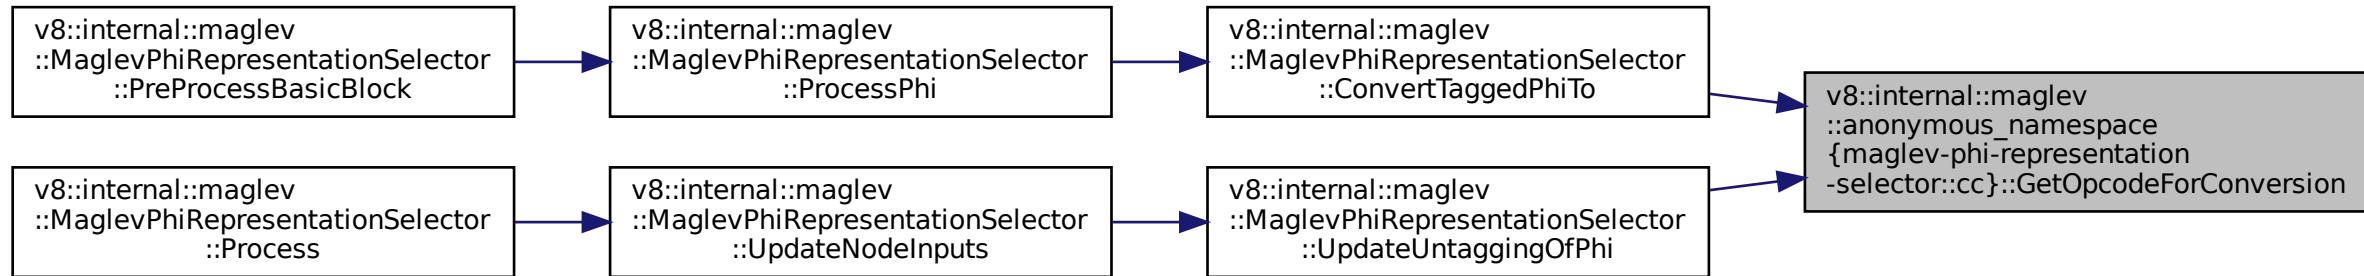 v8::internal::maglev
::MaglevPhiRepresentationSelector
::PreProcessBasicBlock
v8::internal::maglev
::MaglevPhiRepresentationSelector
::ProcessPhi
v8::internal::maglev
::MaglevPhiRepresentationSelector
::ConvertTaggedPhiTo
v8::internal::maglev
::anonymous_namespace
{maglev-phi-representation
-selector::cc}::GetOpcodeForConversion
v8::internal::maglev
::MaglevPhiRepresentationSelector
::Process
v8::internal::maglev
::MaglevPhiRepresentationSelector
::UpdateNodeInputs
v8::internal::maglev
::MaglevPhiRepresentationSelector
::UpdateUntaggingOfPhi